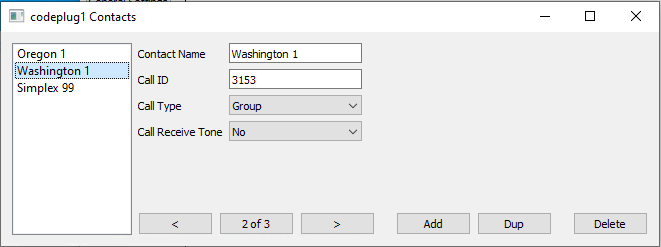 codeplug1 Contacts
Oregon 1
Washington 1
Simplex 99
Contact Name Washington 1
Call ID 3153
Call Type Group
Call Receive Tone No
< 2 of 3 > Add Dup Delete